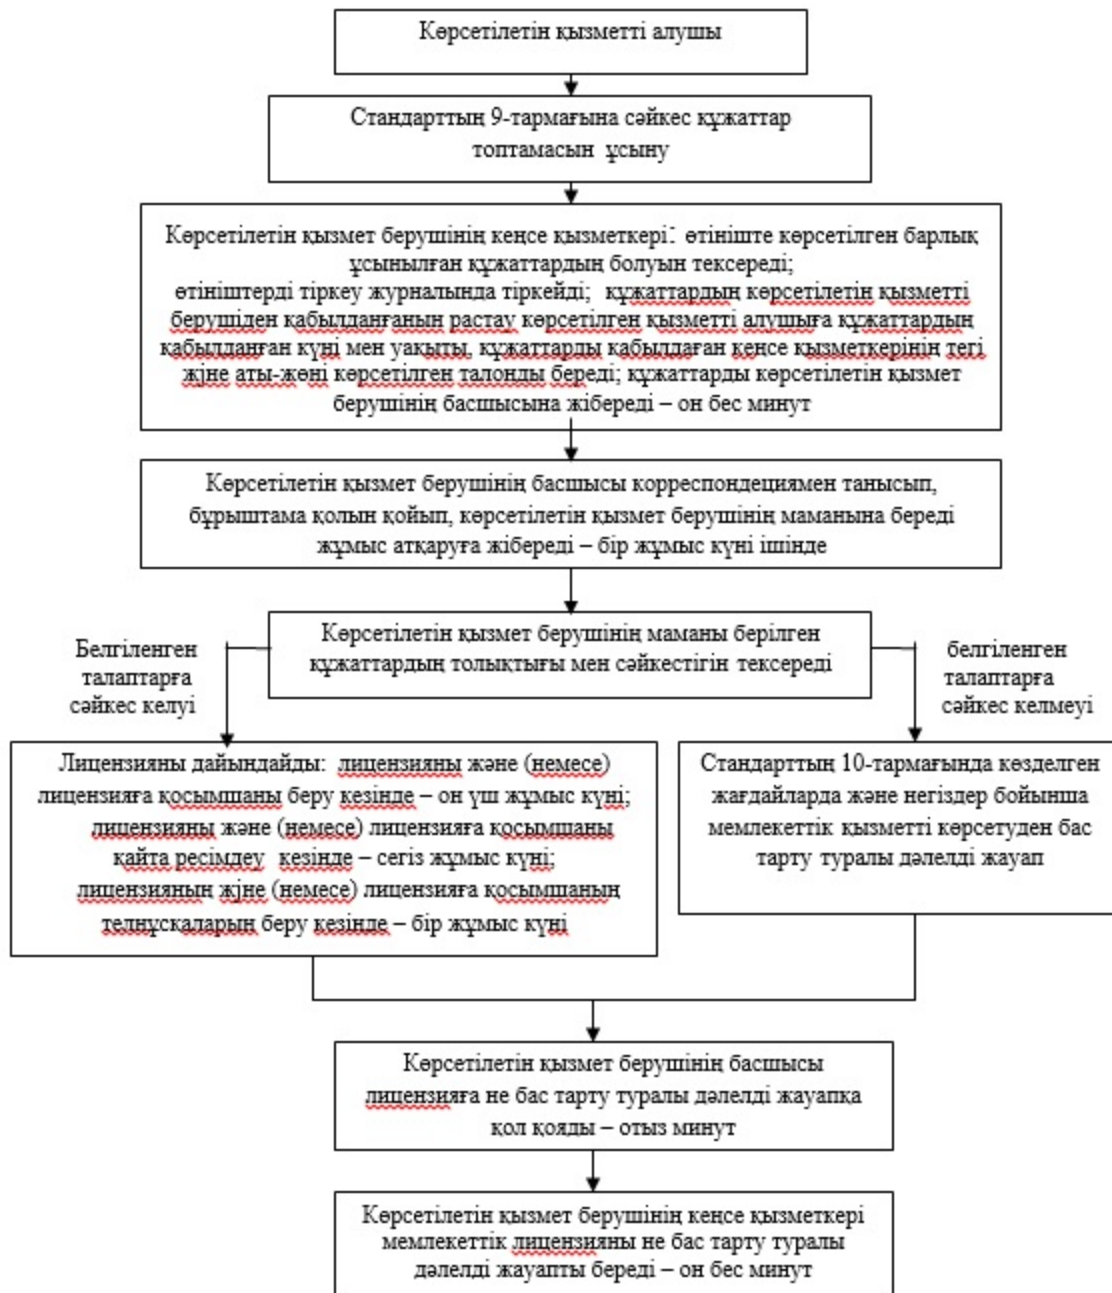 Көрсетілетін қызметті алушы
Стандарттың 9-тармағына сәйкес құжаттар
топтамасын ұсыну
Көрсетілетін қызмет берушінің кеңсе қызметкері: өтініште көрсетілген барлық
ұсынылған құжаттардың болуын тексереді;
өтініштерді тіркеу журналында тіркейді; құжаттардың көрсетілетін қызметті
берушіден қабылданғанын растау көрсетілген қызметті алушыға құжаттардың
қабылданған күні мен уақыты, құжаттарды қабылдаған кеңсе қызметкерінің тегі
жјне аты-жөні көрсетілген талонды береді; құжаттарды көрсетілетін қызмет
берушінің басшысына жібереді – он бес минут
Көрсетілетін қызмет берушінің басшысы корреспондециямен танысып,
бұрыштама қолын қойып, көрсетілетін қызмет берушінің маманына береді
жұмыс атқаруға жібереді – бір жұмыс күні ішінде
Көрсетілетін қызмет берушінің маманы берілген
құжаттардың толықтығы мен сәйкестігін тексереді
Белгіленген
талаптарға
сәйкес келуі
белгіленген
талаптарға
сәйкес келмеуі
Лицензияны дайындайды: лицензияны және (немесе)
лицензияға қосымшаны беру кезінде – он үш жұмыс күні;
лицензияны және (немесе) лицензияға қосымшаны
қайта ресімдеу кезінде – сегіз жұмыс күні;
лицензияның жјне (немесе) лицензияға қосымшаның
телнұсқаларын беру кезінде – бір жұмыс күні
Стандарттың 10-тармағында көзделген
жағдайларда және негіздер бойынша
мемлекеттік қызметті көрсетуден бас
тарту туралы дәлелді жауап
Көрсетілетін қызмет берушінің басшысы
лицензияға не бас тарту туралы дәлелді жауапқа
қол қояды – отыз минут
Көрсетілетін қызмет берушінің кеңсе қызметкері
мемлекеттік лицензияны не бас тарту туралы
дәлелді жауапты береді – он бес минут